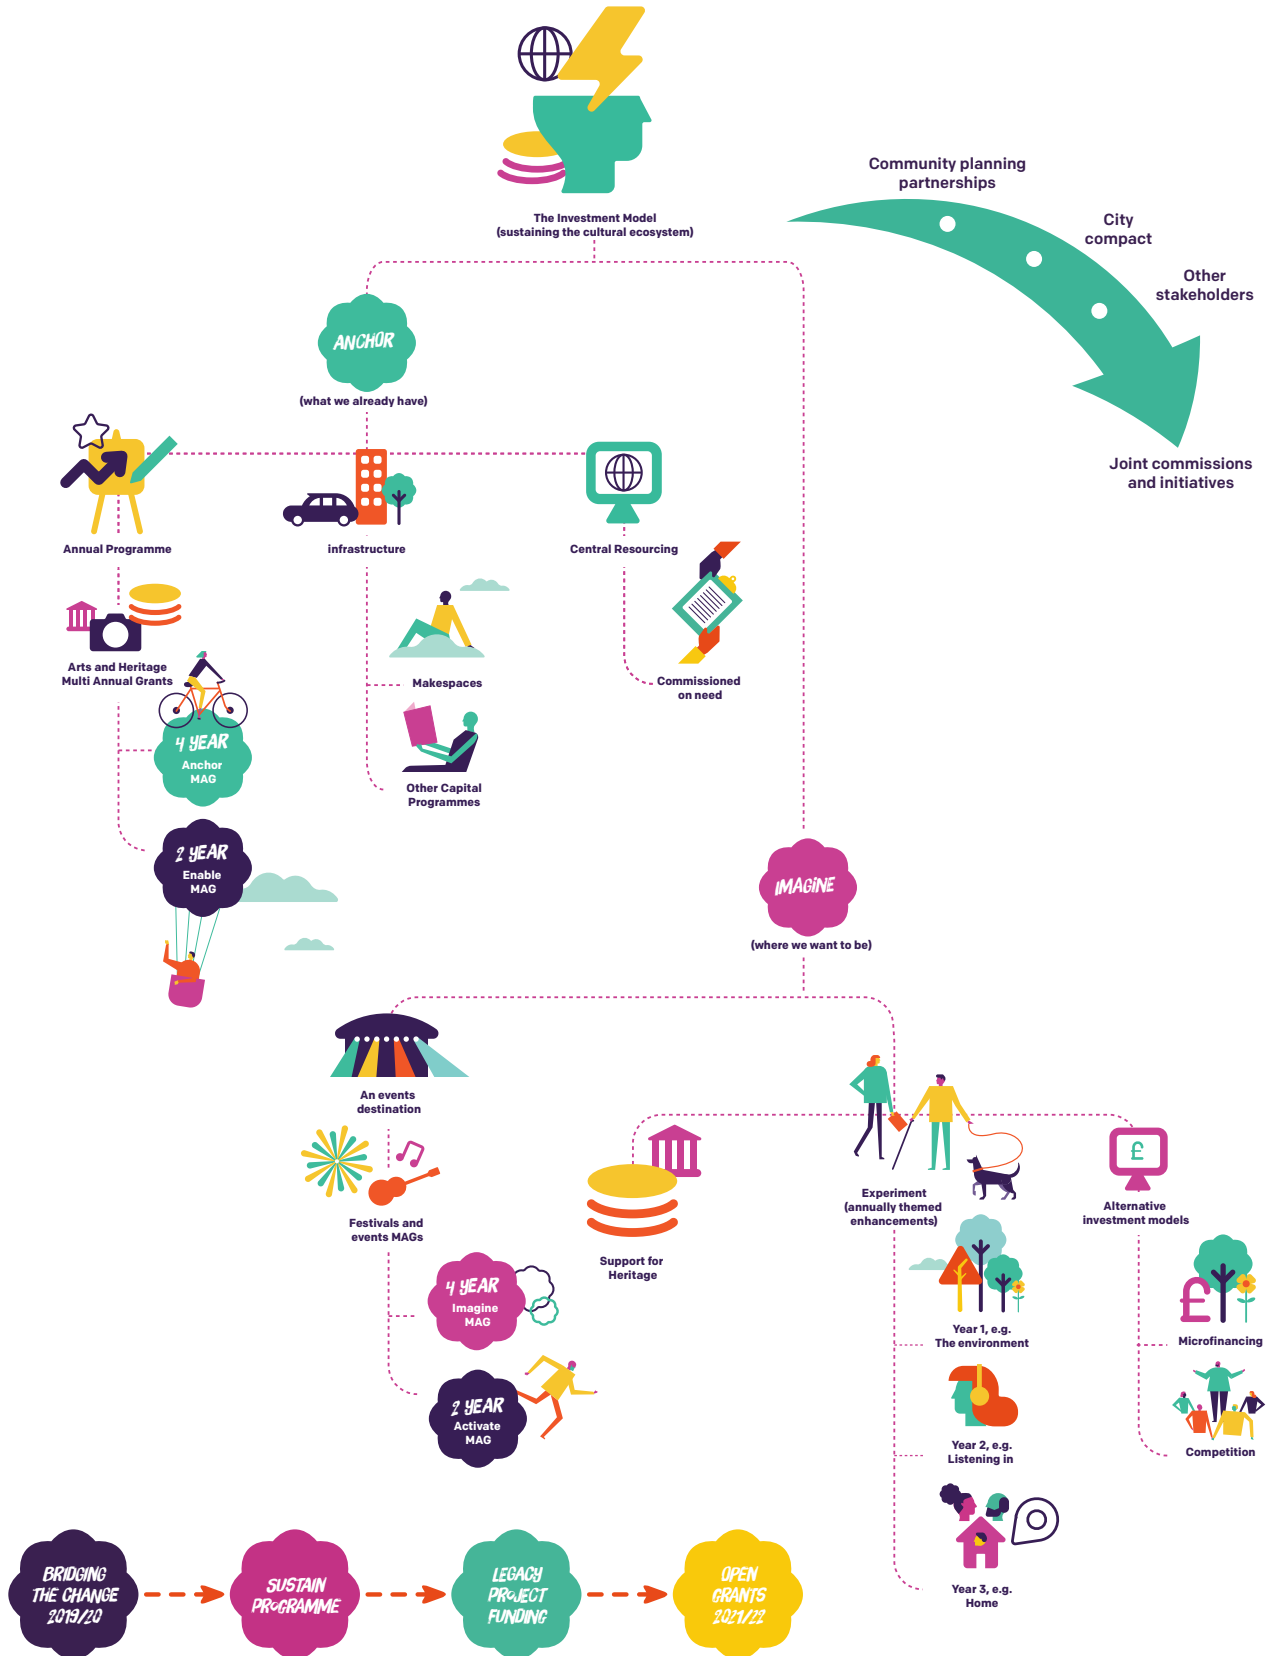 The Investment Model
(sustaining the cultural ecosystem)
Community planning
partnerships
City
compact
Other
stakeholders
Joint commissions
and initiatives
ANCHOR
(what we already have)
Annual Programme
infrastructure
Central Resourcing
Arts and Heritage
Multi Annual Grants
4 YEAR
Anchor
MAG
2 YEAR
Enable
MAG
Makespaces
Other Capital
Programmes
Commissioned
on need
IMAGINE
(where we want to be)
An events
destination
Festivals and
events MAGs
4 YEAR
Imagine
MAG
2 YEAR
Activate
MAG
Support for
Heritage
Experiment
(annually themed
enhancements)
Year 1, e.g.
The environment
Year 2, e.g.
Listening in
Year 3, e.g.
Home
£
Alternative
investment models
£
Microfinancing
Competition
BRIDGING
THE CHANGE
2019/20
SUSTAIN
PROGRAMME
LEGACY
PROJECT
FUNDING
OPEN
GRANTS
2021/22